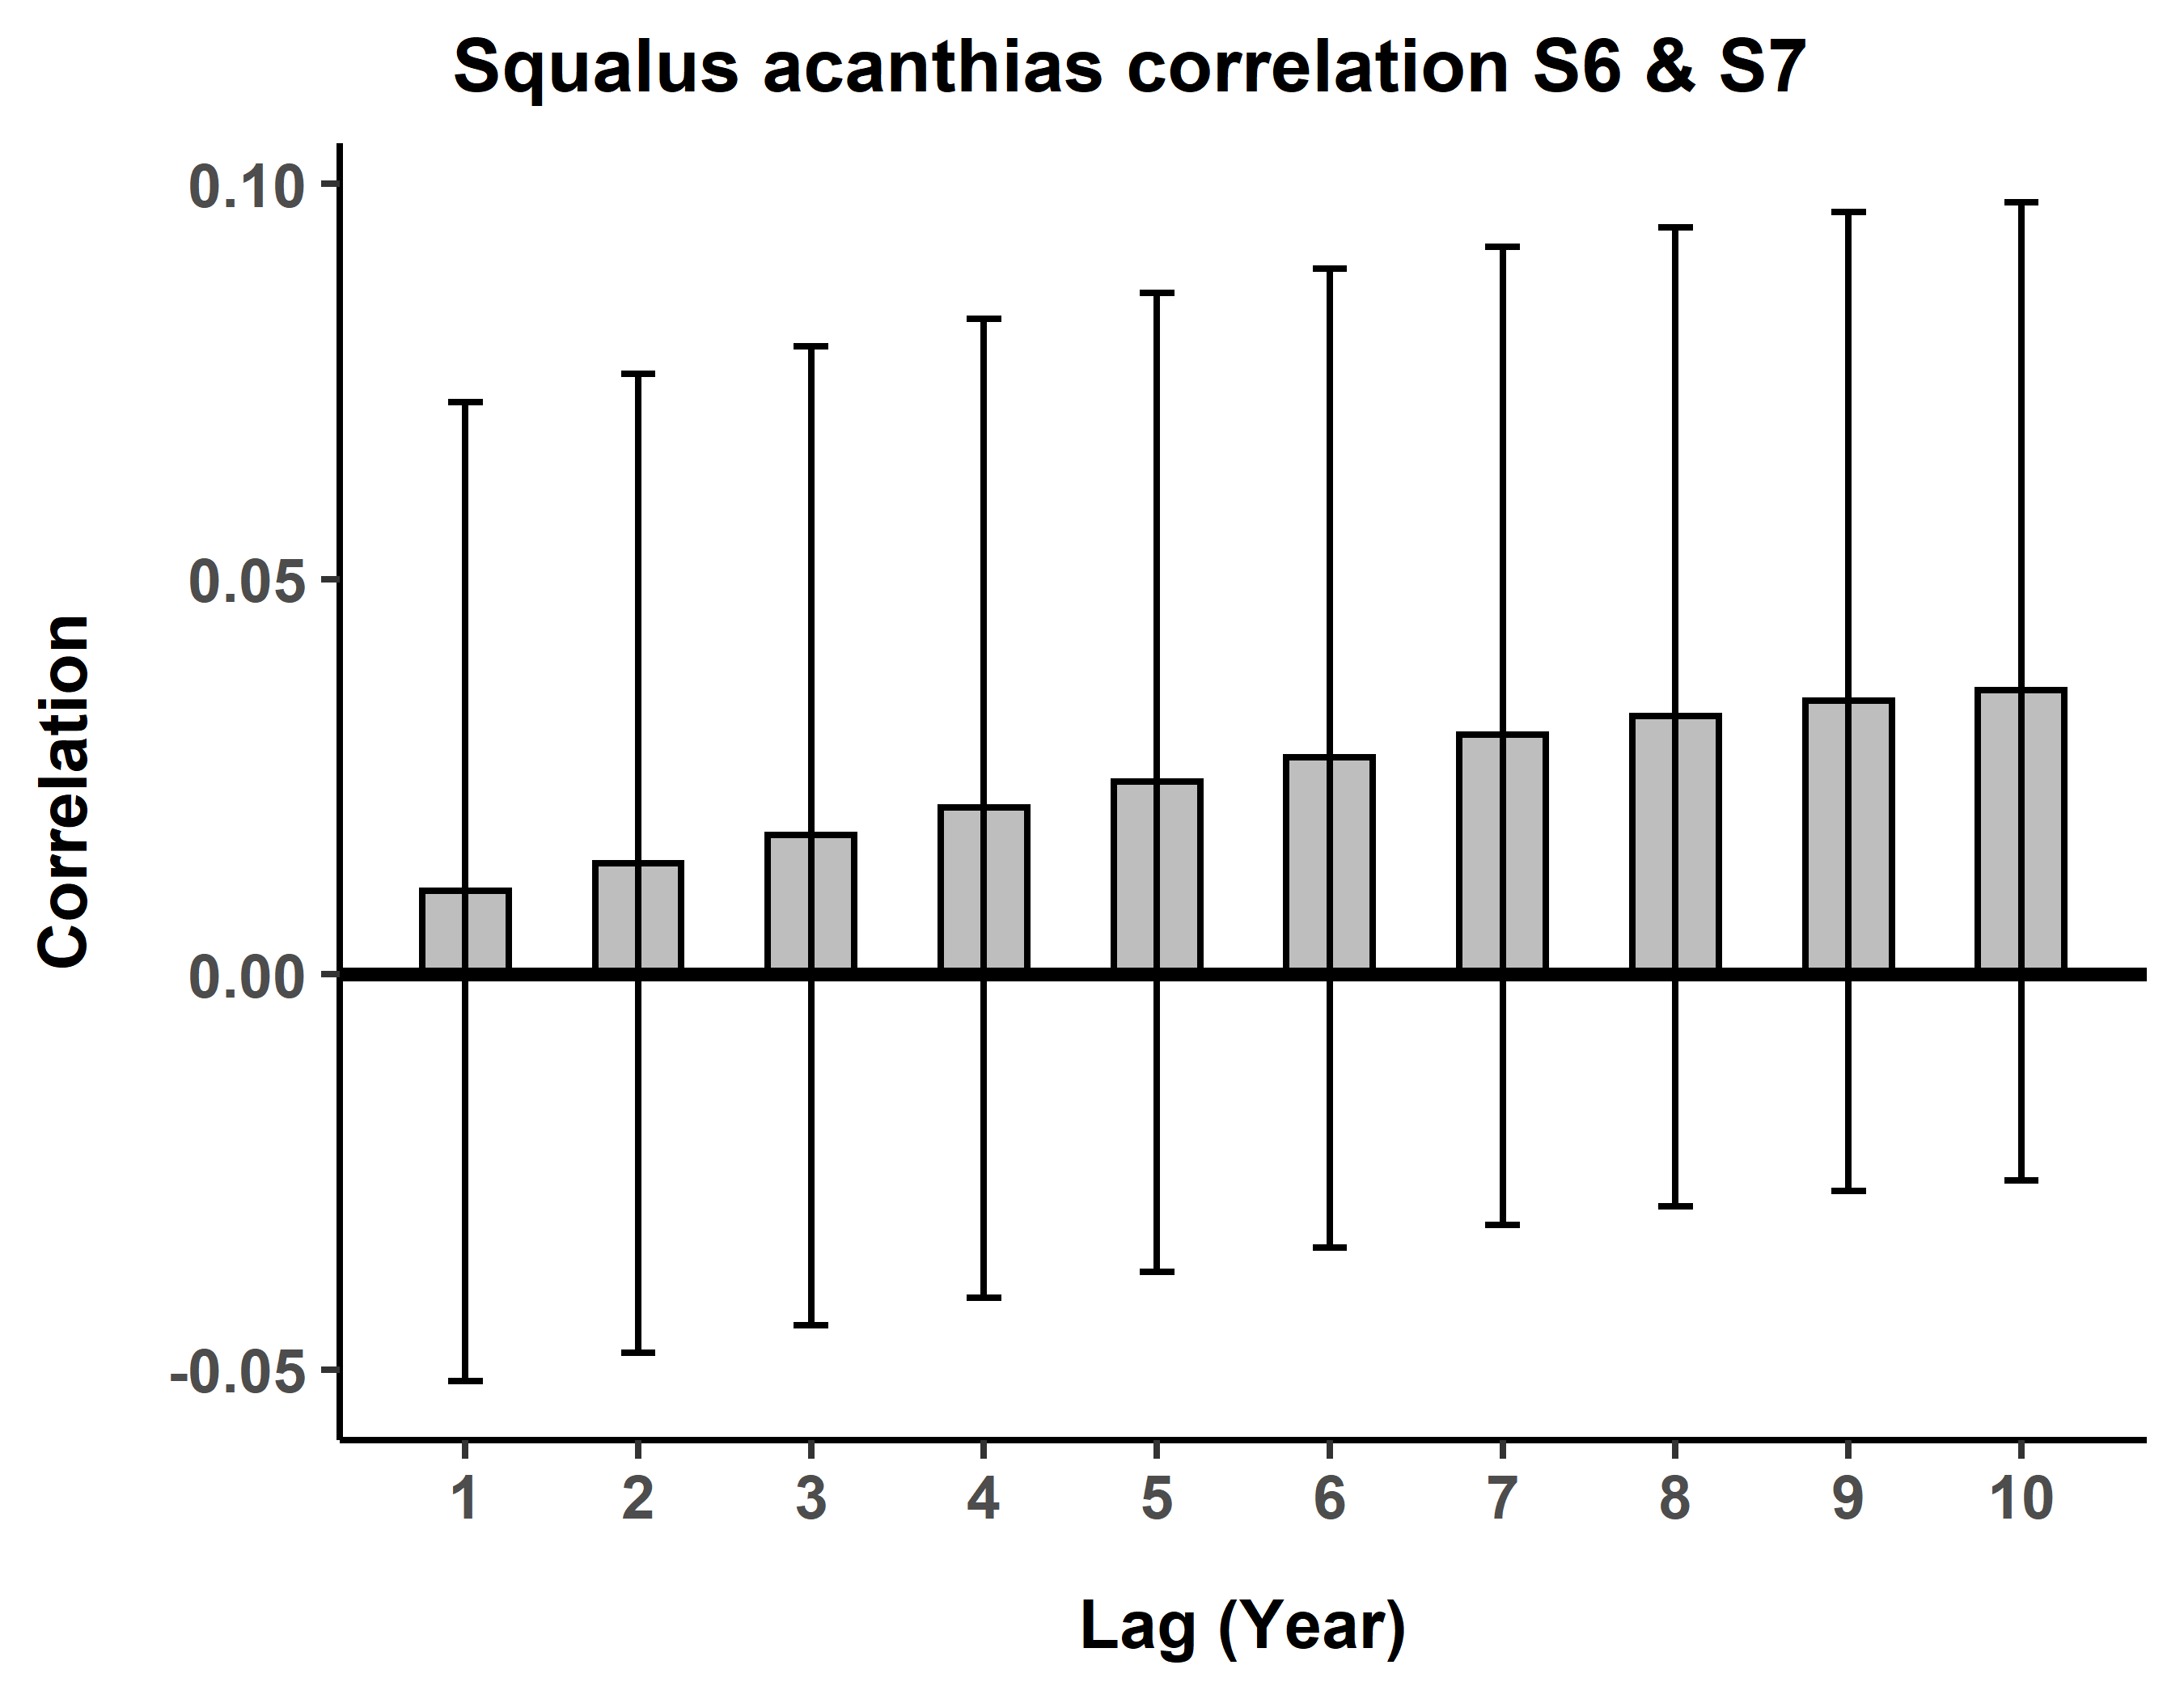 Squalus acanthias correlation S6 & S7
0.10
0.05
0.00
-0.05
Correlation
1 2 3 4 5 6 7 8 9 10
Lag (Year)